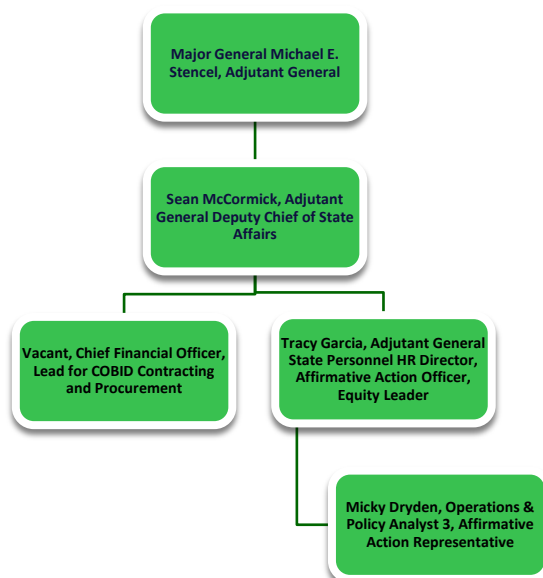 Major General Michael E.
Stencel, Adjutant General
Sean McCormick, Adjutant
General Deputy Chief of State
Affairs
Vacant, Chief Financial Officer,
Lead for COBID Contracting
and Procurement
Tracy Garcia, Adjutant General
State Personnel HR Director,
Affirmative Action Officer,
Equity Leader
Micky Dryden, Operations &
Policy Analyst 3, Affirmative
Action Representative